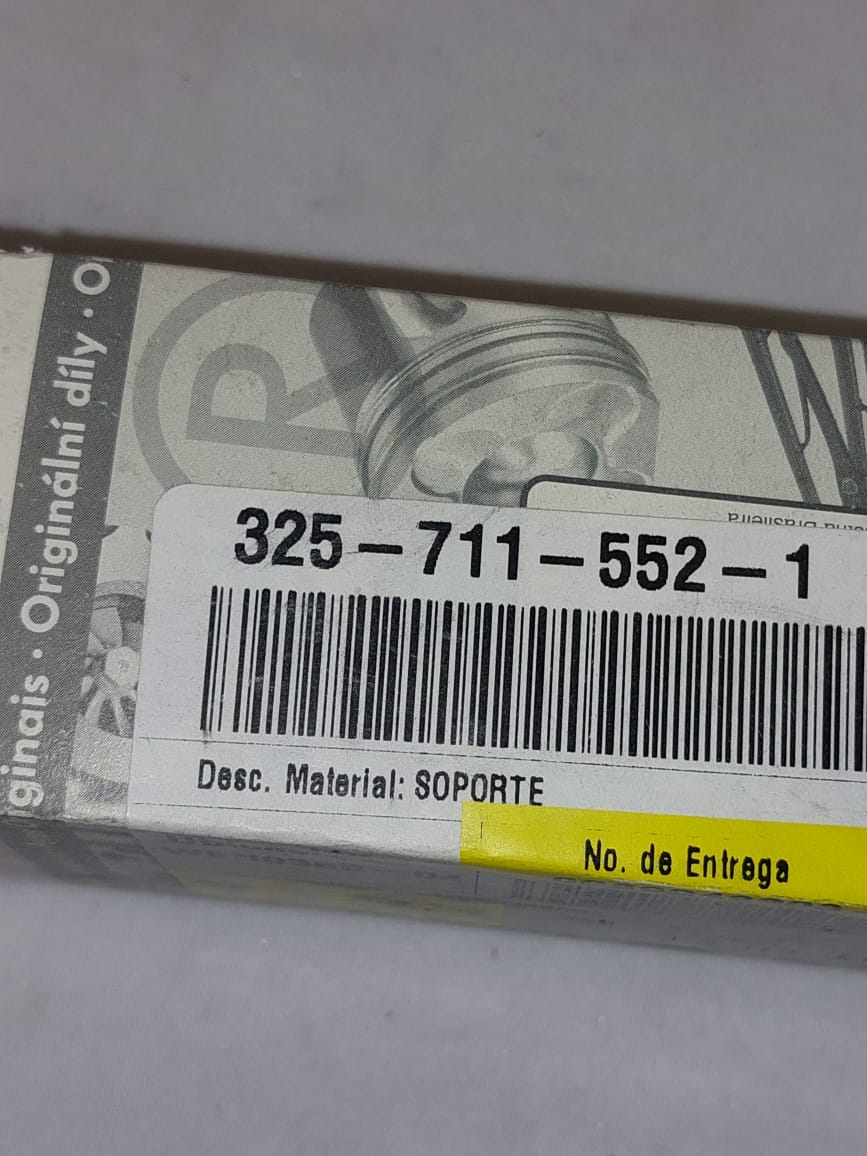 ginais · Originální díly · O
R
325-711-552-1
Desc. Material: SOPORTE
No. de Entrega